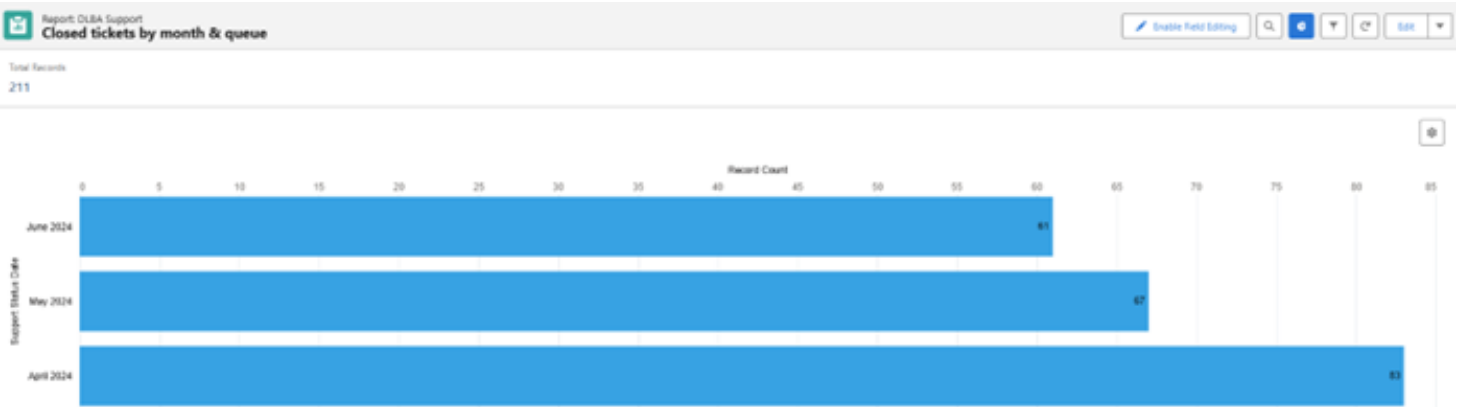 Report: DLBA Support
Closed tickets by month & queue
Enable Field Editing
Edit
Total Records
211
Record Count
0 5 10 15 20 25 30 35 40 45 50 55 60 65 70 75 80 85
Support Status Date
June 2024 61
May 2024 67
April 2024 83